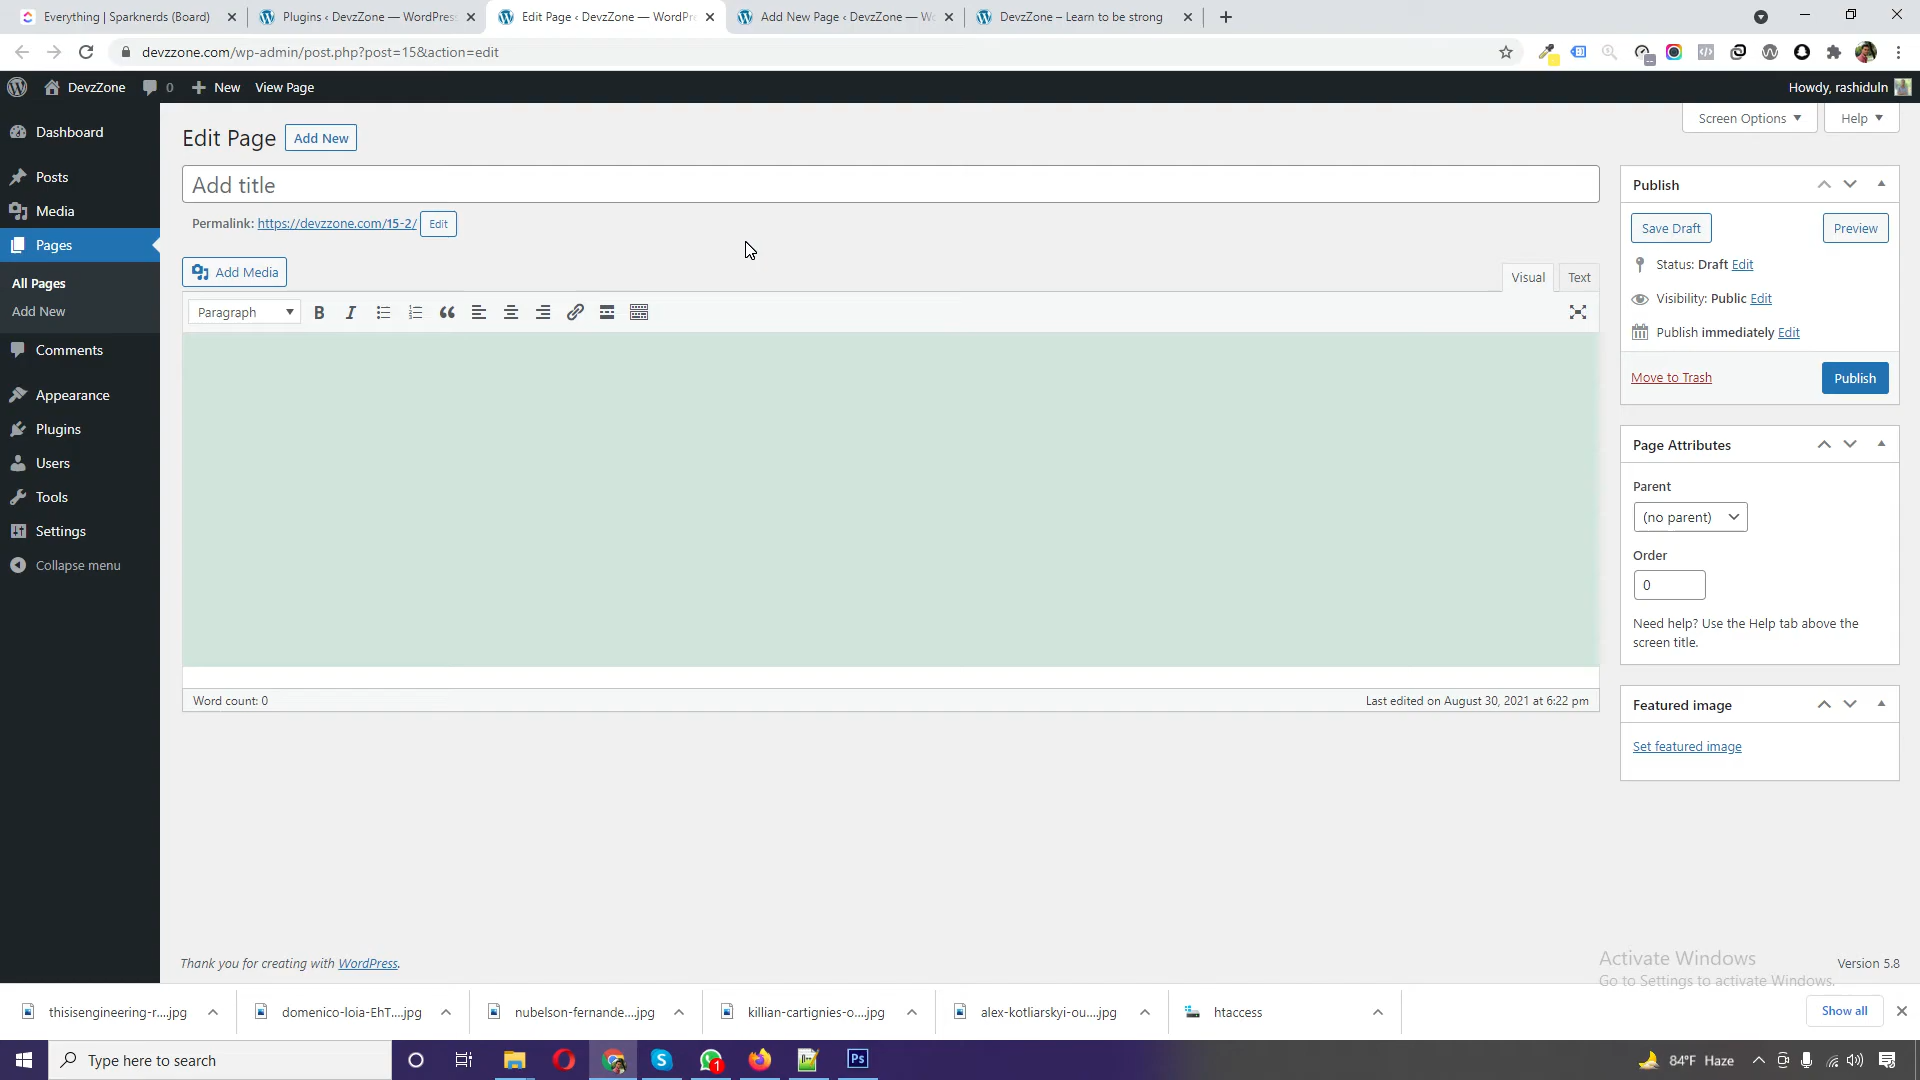 Everything | Sparknerds (Board)
Plugins ‹ DevzZone — WordPress
Edit Page ‹ DevzZone — WordPr
Add New Page ‹ DevzZone — Wo
DevzZone – Learn to be strong
devzzone.com/wp-admin/post.php?post=15&action=edit
DevzZone
0
New
View Page
Howdy, rashiduln
Screen Options
Help
Dashboard
Posts
Media
Pages
All Pages
Add New
Comments
Appearance
Plugins
Users
Tools
Settings
Collapse menu
Edit Page
Add New
Add title
Permalink: https://devzzone.com/15-2/ Edit
Add Media
Visual
Text
Paragraph
Word count: 0
Last edited on August 30, 2021 at 6:22 pm
Publish
Save Draft
Preview
Status: Draft Edit
Visibility: Public Edit
Publish immediately Edit
Move to Trash
Publish
Page Attributes
Parent
(no parent)
Order
0
Need help? Use the Help tab above the
screen title.
Featured image
Set featured image
Thank you for creating with WordPress.
Activate Windows
Go to Settings to activate Windows.
Version 5.8
thisisengineering-r....jpg
domenico-loia-EhT....jpg
nubelson-fernande....jpg
killian-cartignies-o....jpg
alex-kotliarskyi-ou....jpg
htaccess
Show all
Type here to search
1
Ps
84°F Haze